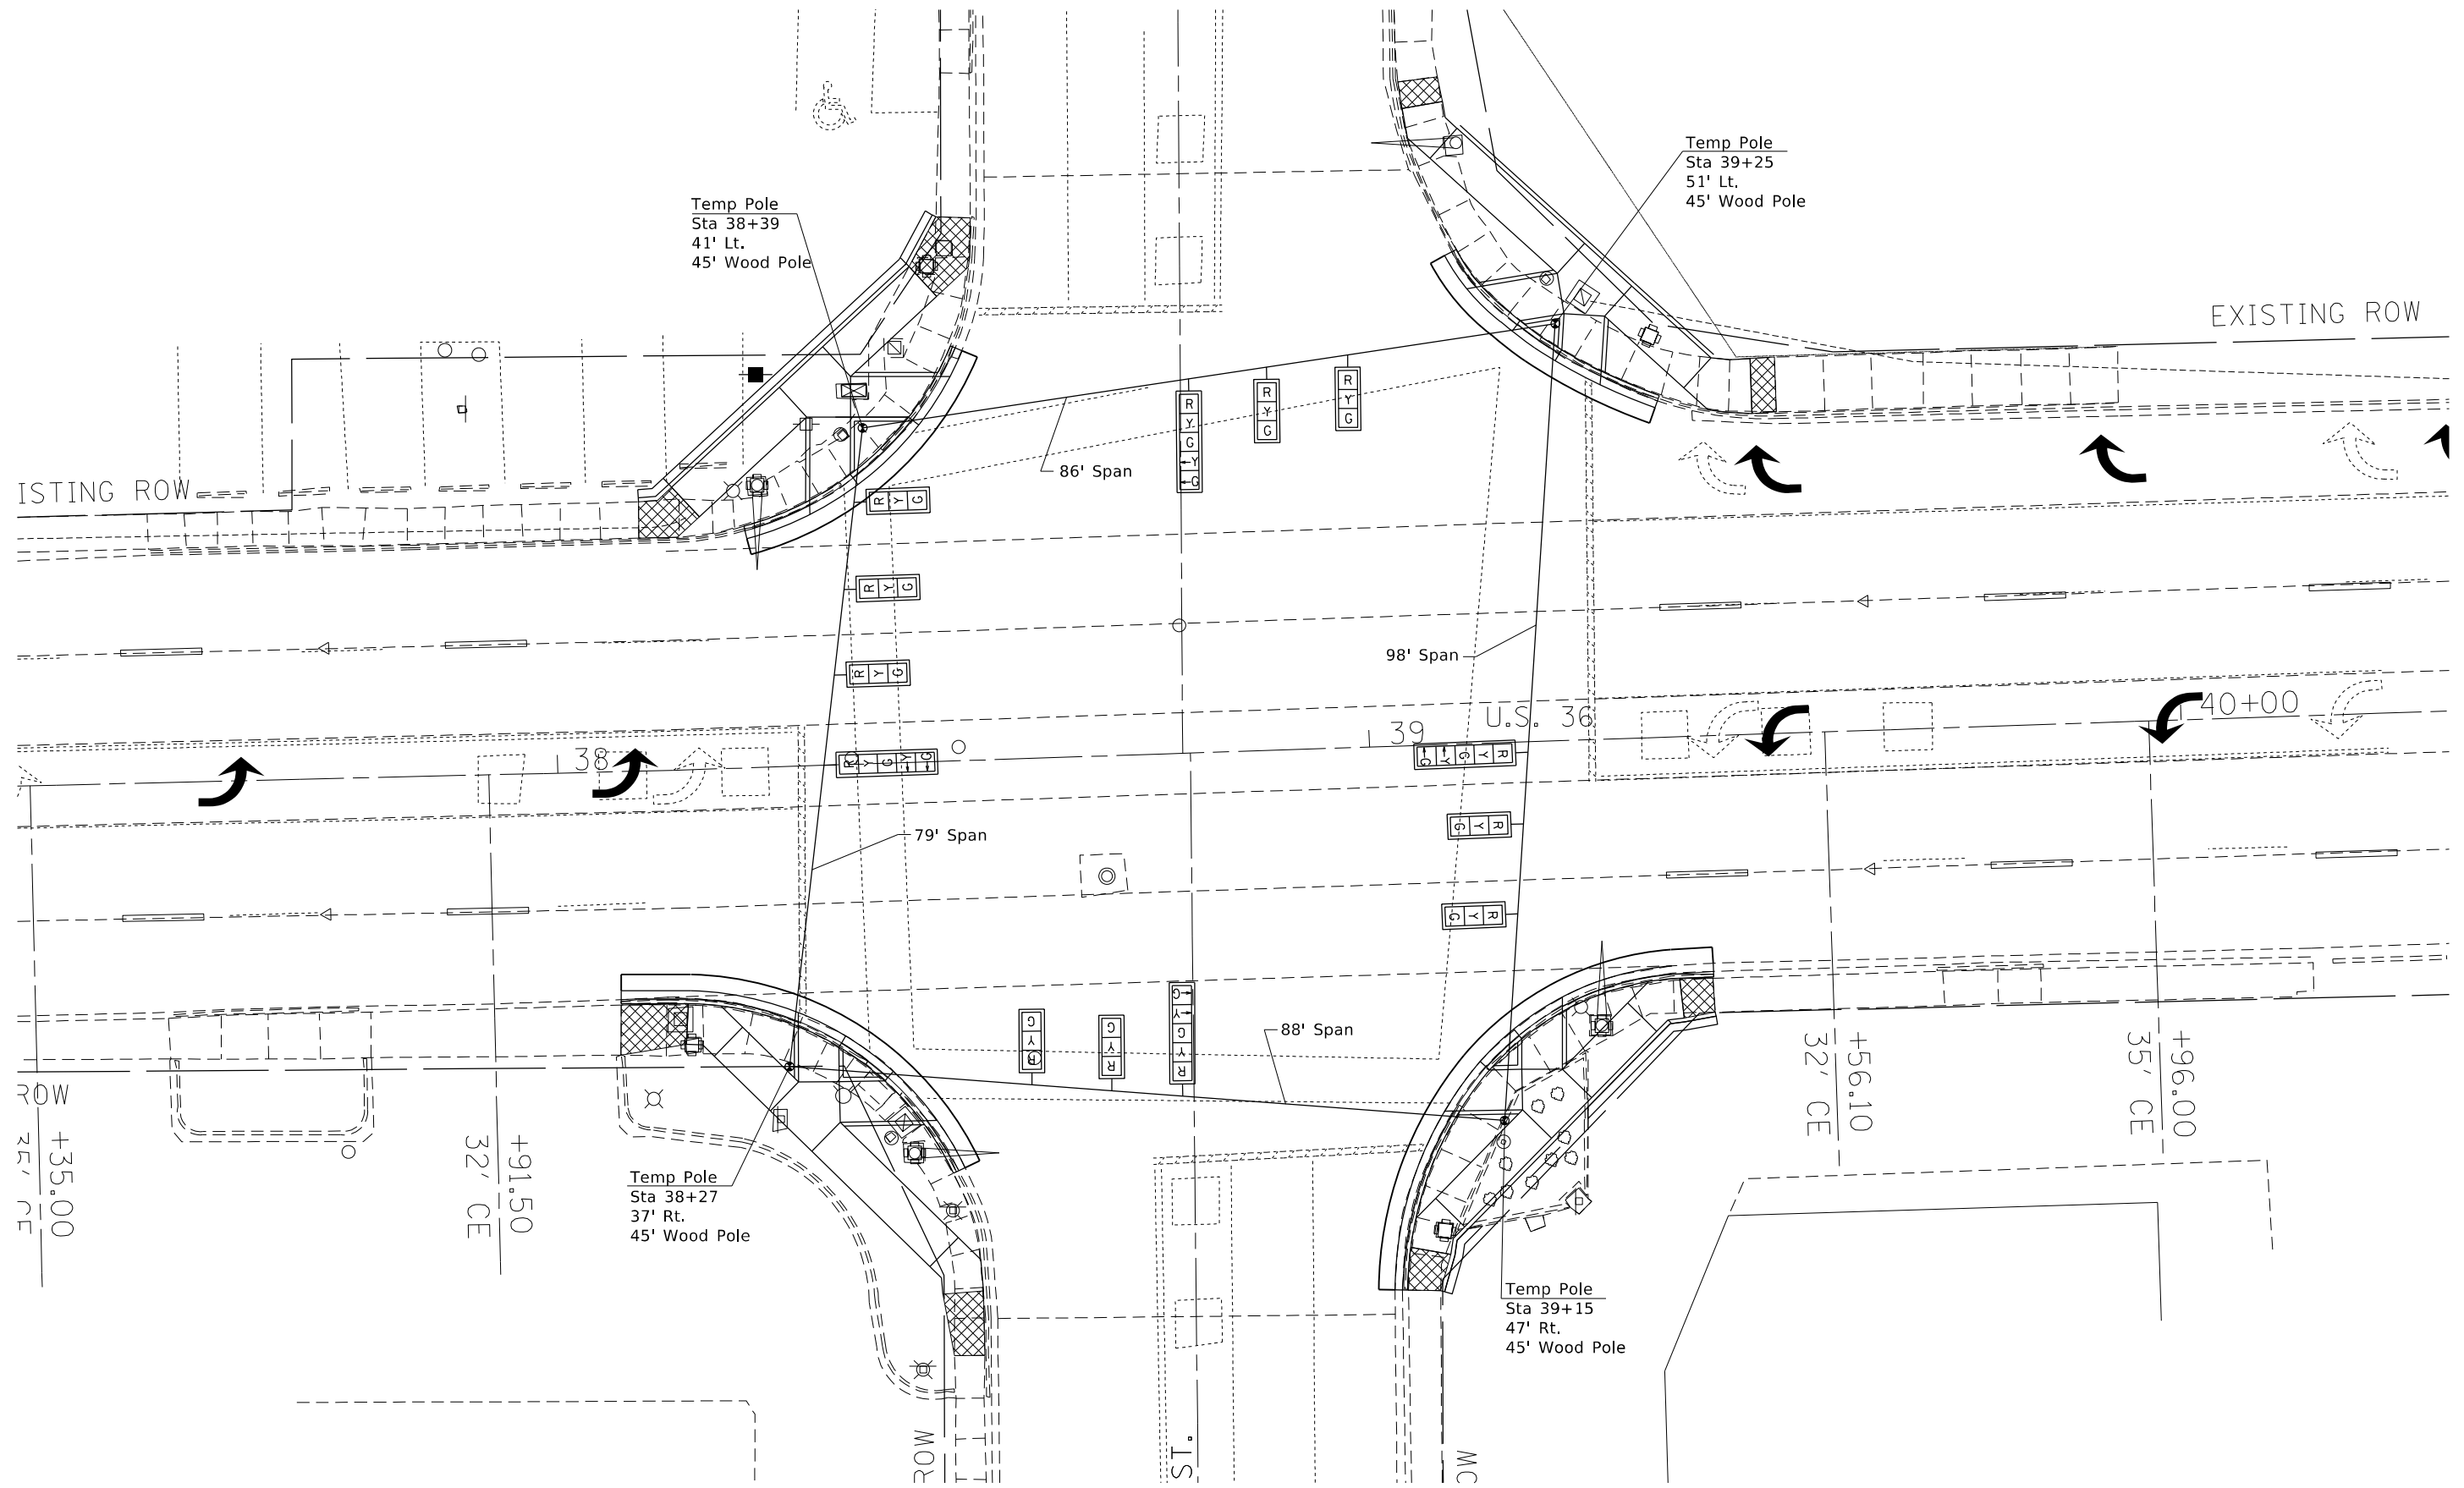 Temp Pole
Sta 39+25
51' Lt.
45' Wood Pole
Temp Pole
Sta 38+39
41' Lt.
45' Wood Pole
EXISTING ROW
ISTING ROW
86' Span
R
Y
G
←Y
←G
R
Y
G
R
Y
G
R Y G
R Y G
R Y G
R Y G Y G
98' Span
U.S. 36
38
39
40+00
R Y G Y G
R Y G
R Y G
79' Span
88' Span
R Y G
R Y G
R Y G Y G
ROW
+35.00
35' CE
+91.50
32' CE
+56.10
32' CE
+96.00
35' CE
Temp Pole
Sta 38+27
37' Rt.
45' Wood Pole
Temp Pole
Sta 39+15
47' Rt.
45' Wood Pole
ROW
ST.